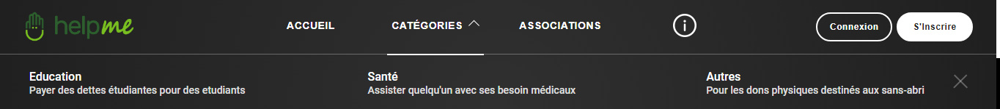 helpme
ACCUEIL CATÉGORIES ASSOCIATIONS Connexion S'Inscrire
Education Santé Autres
Payer des dettes étudiantes pour des etudiants Assister quelqu'un avec ses besoin médicaux Pour les dons physiques destinés aux sans-abri